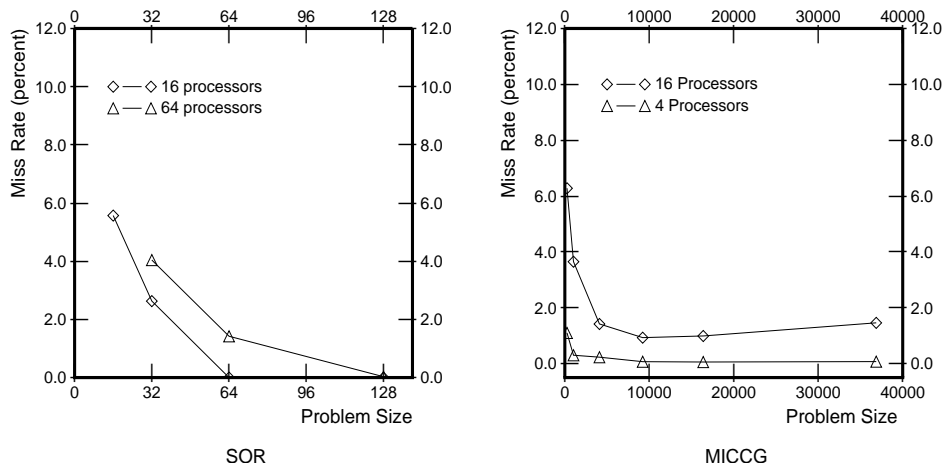 0 32 64 96 128
12.0 12.0
10.0 10.0
8.0 8.0
6.0 6.0
4.0 4.0
2.0 2.0
0.0 0.0
0 32 64 96 128
Miss Rate (percent)
16 processors
64 processors
Problem Size
SOR
0 10000 20000 30000 40000
12.0 12.0
10.0 10.0
8.0 8.0
6.0 6.0
4.0 4.0
2.0 2.0
0.0 0.0
0 10000 20000 30000 40000
Miss Rate (percent)
16 Processors
4 Processors
Problem Size
MICCG